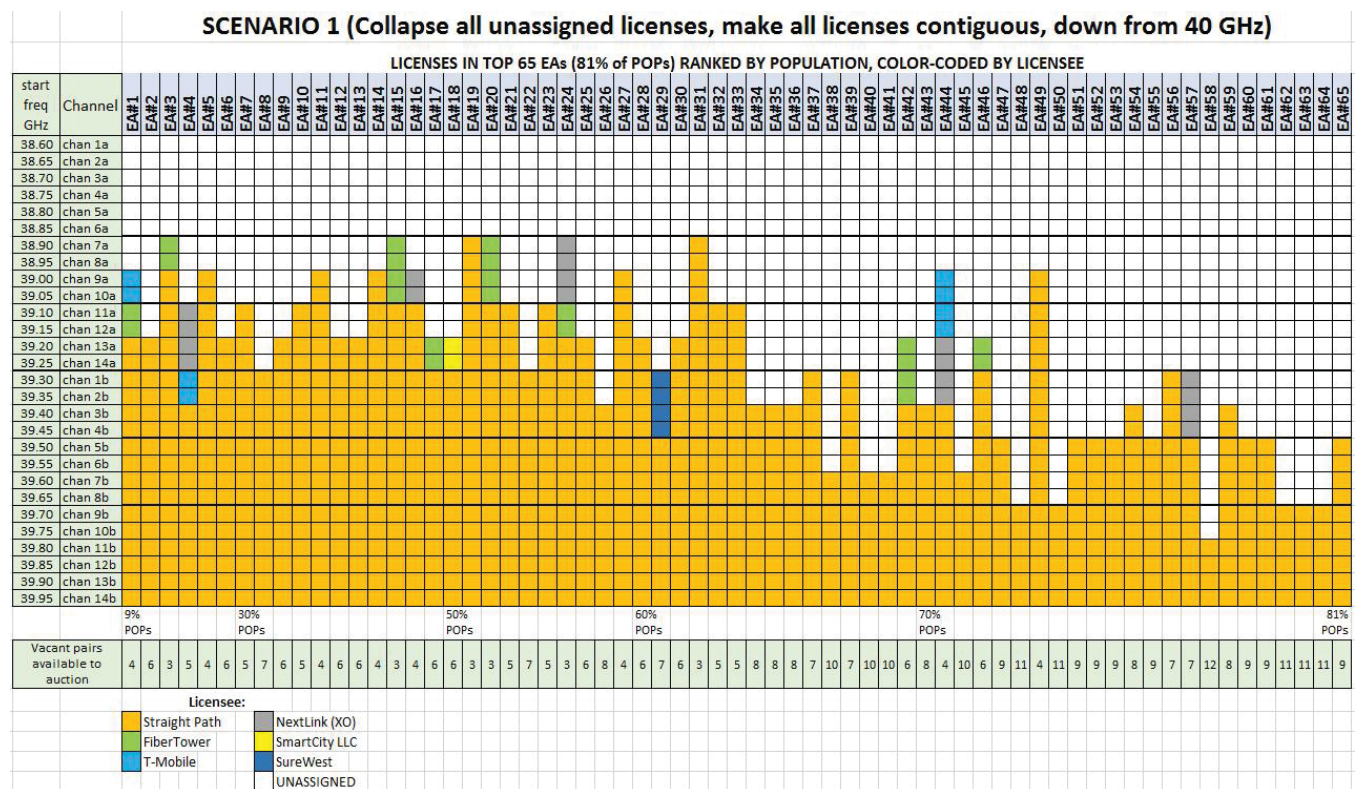 SCENARIO 1 (Collapse all unassigned licenses, make all licenses contiguous, down from 40 GHz)
LICENSES IN TOP 65 EAs (81% of POPs) RANKED BY POPULATION, COLOR-CODED BY LICENSEE
start
freq
GHz
Channel
EA#1 EA#2 EA#3 EA#4 EA#5 EA#6 EA#7 EA#8 EA#9 EA#10 EA#11 EA#12 EA#13 EA#14 EA#15 EA#16 EA#17 EA#18 EA#19 EA#20 EA#21 EA#22 EA#23 EA#24 EA#25 EA#26 EA#27 EA#28 EA#29 EA#30 EA#31 EA#32 EA#33 EA#34 EA#35 EA#36 EA#37 EA#38 EA#39 EA#40 EA#41 EA#42 EA#43 EA#44 EA#45 EA#46 EA#47 EA#48 EA#49 EA#50 EA#51 EA#52 EA#53 EA#54 EA#55 EA#56 EA#57 EA#58 EA#59 EA#60 EA#61 EA#62 EA#63 EA#64 EA#65
38.60 chan 1a
38.65 chan 2a
38.70 chan 3a
38.75 chan 4a
38.80 chan 5a
38.85 chan 6a
38.90 chan 7a
38.95 chan 8a
39.00 chan 9a
39.05 chan 10a
39.10 chan 11a
39.15 chan 12a
39.20 chan 13a
39.25 chan 14a
39.30 chan 1b
39.35 chan 2b
39.40 chan 3b
39.45 chan 4b
39.50 chan 5b
39.55 chan 6b
39.60 chan 7b
39.65 chan 8b
39.70 chan 9b
39.75 chan 10b
39.80 chan 11b
39.85 chan 12b
39.90 chan 13b
39.95 chan 14b
9% 30% 50% 60% 70% 81%
POPs POPs POPs POPs POPs POPs
Vacant pairs
available to
auction
4 6 3 5 4 6 5 7 6 5 4 6 6 4 3 4 6 6 3 3 5 7 5 3 6 8 4 6 7 6 3 5 5 8 8 8 7 10 7 10 10 6 8 4 10 6 9 11 4 11 9 9 9 8 9 7 7 12 8 9 9 11 11 11 9
Licensee:
Straight Path NextLink (XO)
FiberTower SmartCity LLC
T-Mobile SureWest
UNASSIGNED